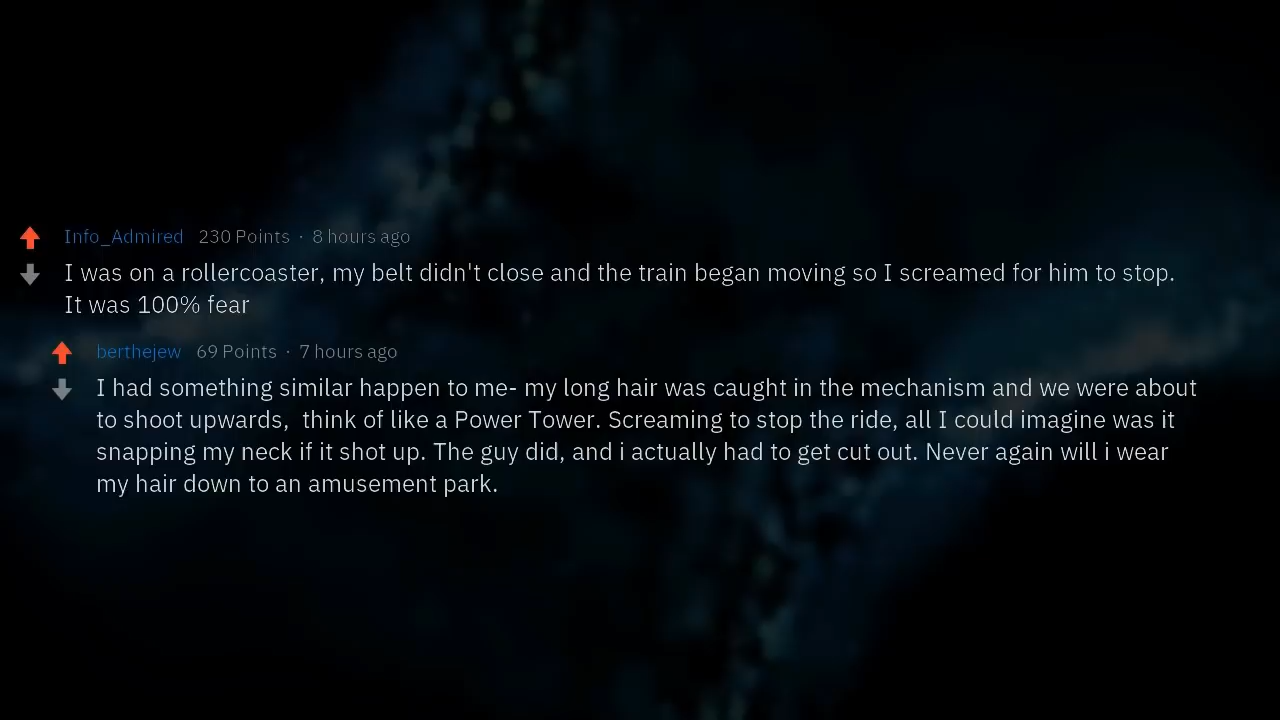 Info_Admired 230 Points · 8 hours ago
I was on a rollercoaster, my belt didn't close and the train began moving so I screamed for him to stop.
It was 100% fear
berthejew 69 Points · 7 hours ago
I had something similar happen to me- my long hair was caught in the mechanism and we were about
to shoot upwards,  think of like a Power Tower. Screaming to stop the ride, all I could imagine was it
snapping my neck if it shot up. The guy did, and i actually had to get cut out. Never again will i wear
my hair down to an amusement park.